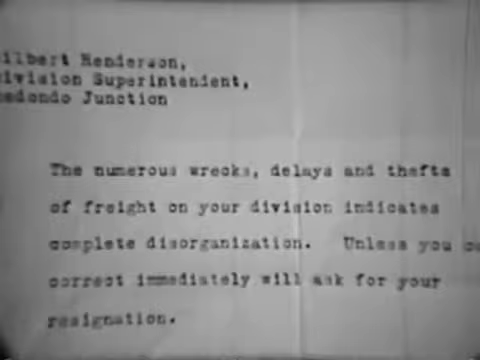 ilbert Henderson,
ivision Superintendent,
edondo Junction
The numerous wrecks, delays and thefts
of freight on your division indicates
complete disorganization. Unless you co
correct immediately will ask for your
resignation.